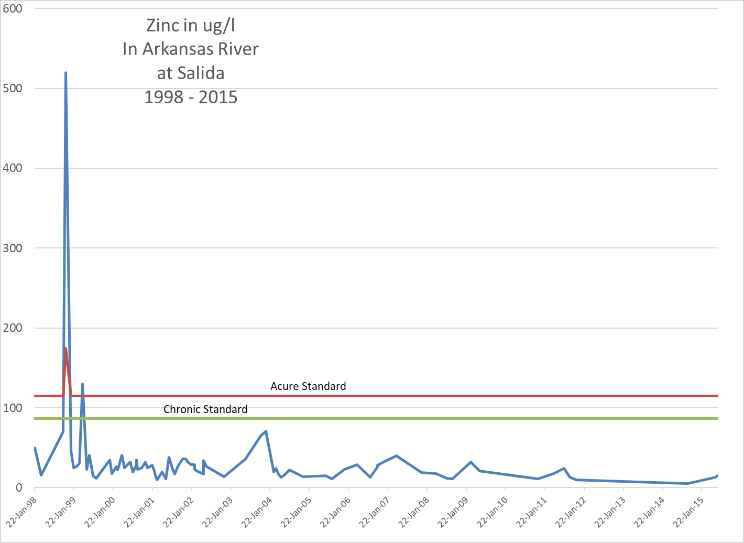 Zinc in ug/l
In Arkansas River
at Salida
1998 - 2015
600
500
400
300
200
100
0
Acure Standard
Chronic Standard
22-Jan-98
22-Jan-99
22-Jan-00
22-Jan-01
22-Jan-02
22-Jan-03
22-Jan-04
22-Jan-05
22-Jan-06
22-Jan-07
22-Jan-08
22-Jan-09
22-Jan-10
22-Jan-11
22-Jan-12
22-Jan-13
22-Jan-14
22-Jan-15